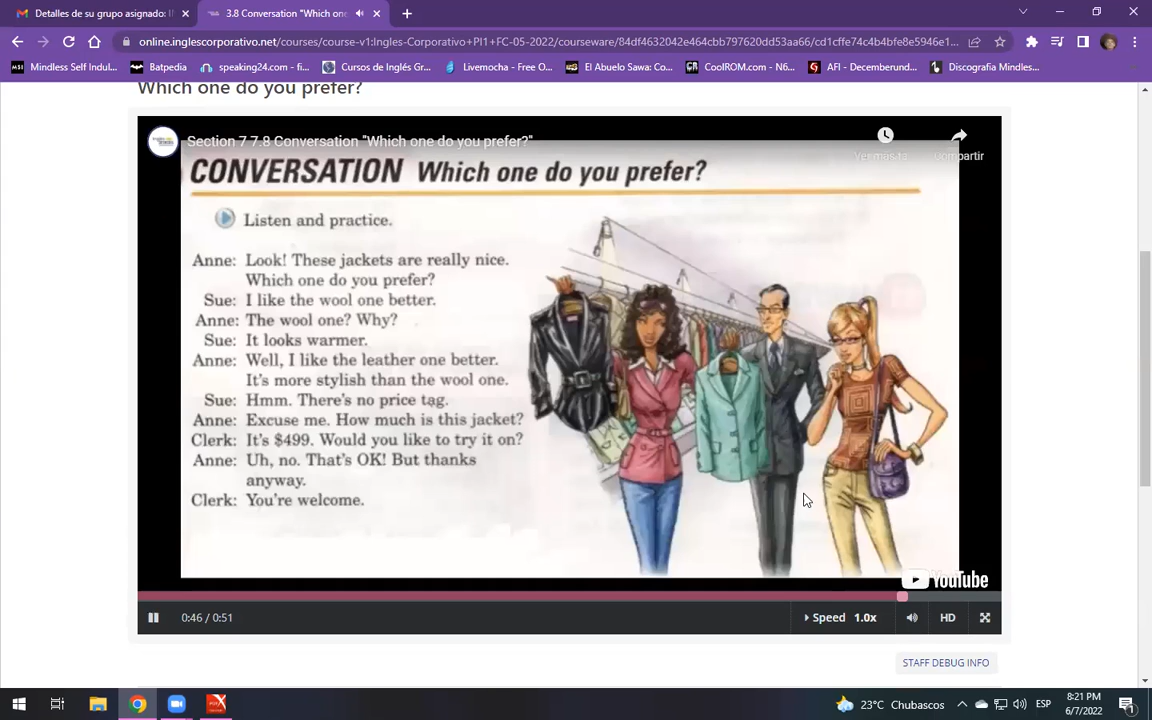 Detalles de su grupo asignado: I
3.8 Conversation "Which one
online.inglescorporativo.net/courses/course-v1:Ingles-Corporativo+PI1+FC-05-2022/courseware/84df4632042e464cbb797620dd53aa66/cd1cffe74c4b4bfe8e5946e1...
Mindless Self Indul...
Batpedia
speaking24.com - fi...
Cursos de Inglés Gr...
Livemocha - Free O...
El Abuelo Sawa: Co...
CoolROM.com - N6...
AFI - Decemberund...
Discografia Mindles...
Which one do you prefer?
Section 7 7.8 Conversation "Which one do you prefer?"
Ver más ta
Compartir
CONVERSATION Which one do you prefer?
Listen and practice.
Anne: Look! These jackets are really nice.
Which one do you prefer?
Sue: I like the wool one better.
Anne: The wool one? Why?
Sue: It looks warmer.
Anne: Well, I like the leather one better.
It's more stylish than the wool one.
Sue: Hmm. There's no price tag.
Anne: Excuse me. How much is this jacket?
Clerk: It's $499. Would you like to try it on?
Anne: Uh, no. That's OK! But thanks
anyway.
Clerk: You're welcome.
YouTube
0:46 / 0:51
Speed 1.0x
HD
STAFF DEBUG INFO
23°C Chubascos
ESP
8:21 PM
6/7/2022
1